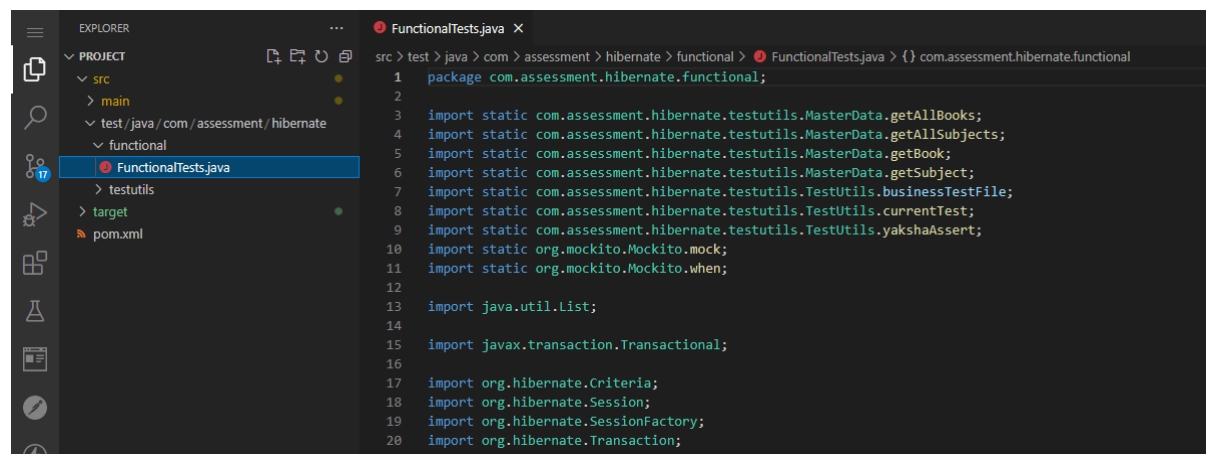 EXPLORER
PROJECT
src
main
test/java/com/assessment/hibernate
functional
FunctionalTests.java
testutils
target
pom.xml
17
FunctionalTests.java
src > test > java > com > assessment > hibernate > functional > FunctionalTests.java > {} com.assessment.hibernate.functional
1 package com.assessment.hibernate.functional;
2
3 import static com.assessment.hibernate.testutils.MasterData.getAllBooks;
4 import static com.assessment.hibernate.testutils.MasterData.getAllSubjects;
5 import static com.assessment.hibernate.testutils.MasterData.getBook;
6 import static com.assessment.hibernate.testutils.MasterData.getSubject;
7 import static com.assessment.hibernate.testutils.TestUtils.businessTestFile;
8 import static com.assessment.hibernate.testutils.TestUtils.currentTest;
9 import static com.assessment.hibernate.testutils.TestUtils.yakshaAssert;
10 import static org.mockito.Mockito.mock;
11 import static org.mockito.Mockito.when;
12
13 import java.util.List;
14
15 import javax.transaction.Transactional;
16
17 import org.hibernate.Criteria;
18 import org.hibernate.Session;
19 import org.hibernate.SessionFactory;
20 import org.hibernate.Transaction;